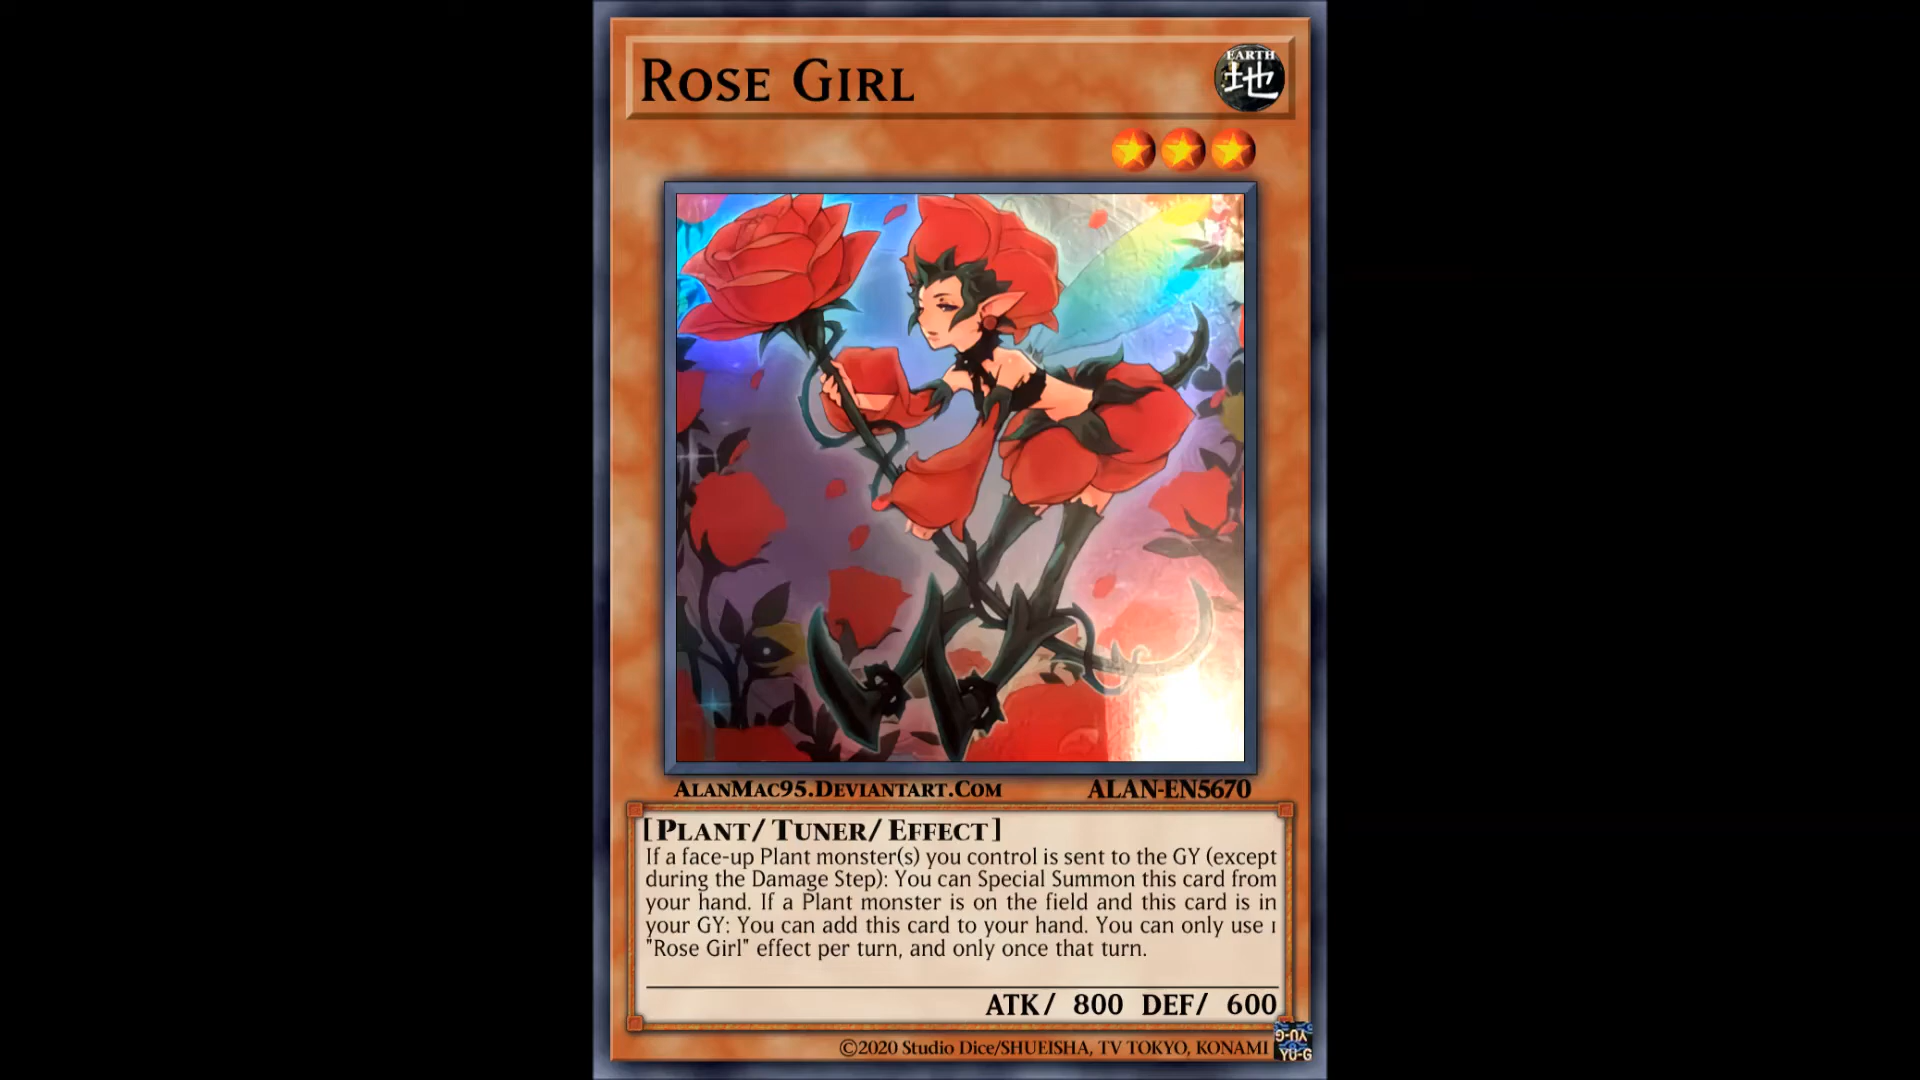 Rose Girl
EARTH
地
AlanMac95.Deviantart.Com ALAN-EN5670
[Plant/Tuner/Effect]
If a face-up Plant monster(s) you control is sent to the GY (except
during the Damage Step): You can Special Summon this card from
your hand. If a Plant monster is on the field and this card is in
your GY: You can add this card to your hand. You can only use 1
"Rose Girl" effect per turn, and only once that turn.
ATK/ 800 DEF/ 600
©2020 Studio Dice/SHUEISHA, TV TOKYO, KONAMI
YU-G
YU-G